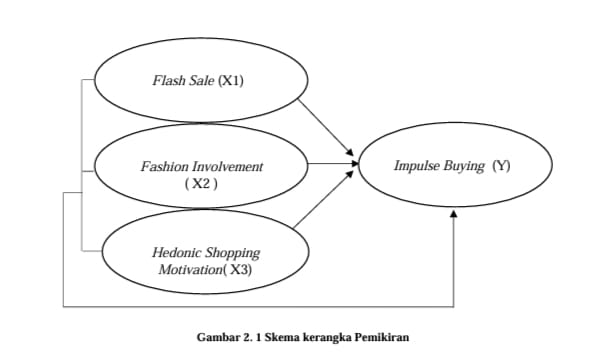 Flash Sale (X1)
Fashion Involvement
( X2 )
Impulse Buying  (Y)
Hedonic Shopping
Motivation( X3)
Gambar 2. 1 Skema kerangka Pemikiran